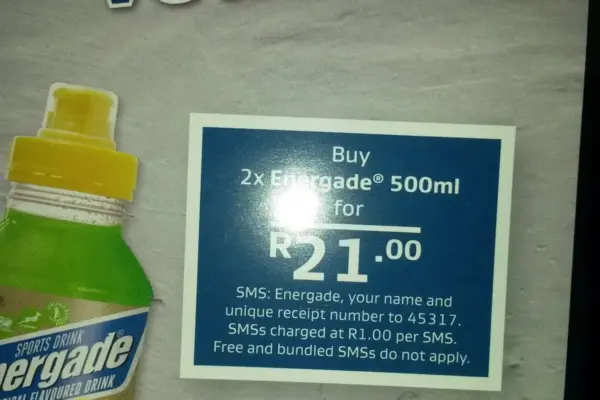 Buy
2x Energade® 500ml
for
R21.00
SMS: Energade, your name and
unique receipt number to 45317.
SMSs charged at R1.00 per SMS.
Free and bundled SMSs do not apply.
SPORTS DRINK
ergade®
FLAVOURED DRINK